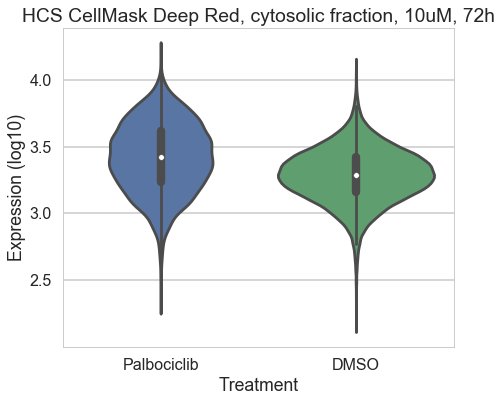 HCS CellMask Deep Red, cytosolic fraction, 10uM, 72h
Expression (log10)
4.0
3.5
3.0
2.5
Palbociclib DMSO
Treatment